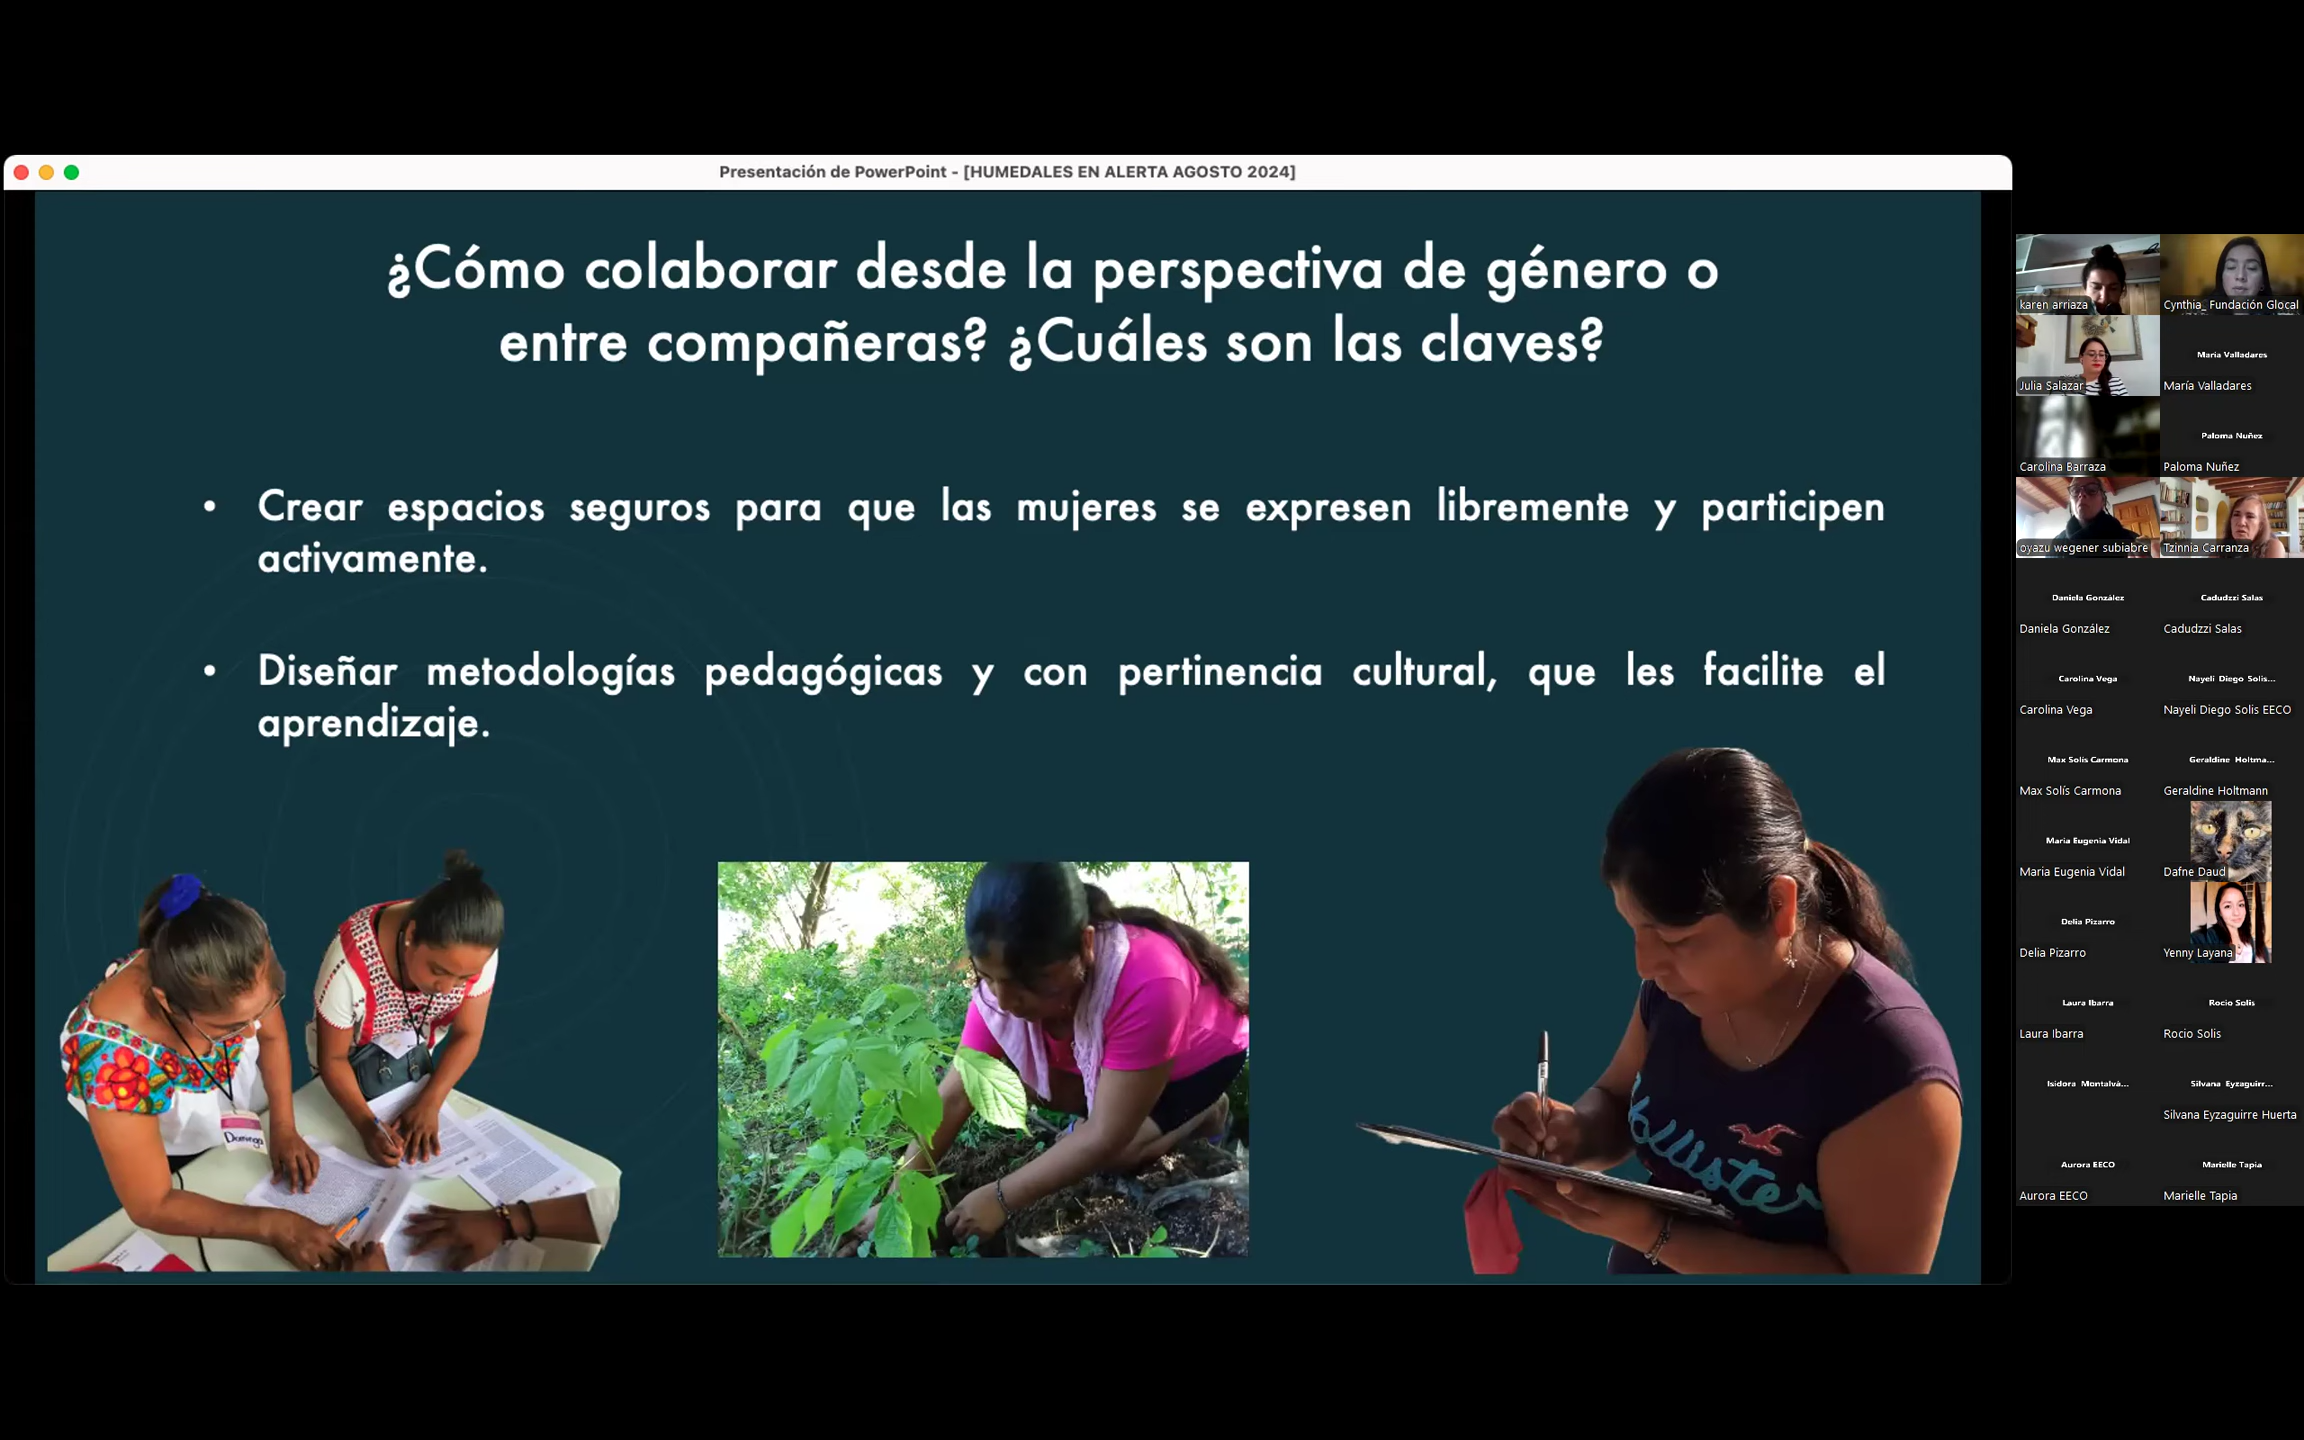 Presentación de PowerPoint - [HUMEDALES EN ALERTA AGOSTO 2024]
¿Cómo colaborar desde la perspectiva de género o
entre compañeras? ¿Cuáles son las claves?
• Crear espacios seguros para que las mujeres se expresen libremente y participen
activamente.
• Diseñar metodologías pedagógicas y con pertinencia cultural, que les facilite el
aprendizaje.
Dominga
Hollister
karen arriaza
Cynthia_ Fundación Glocal
Julia Salazar
María Valladares
María Valladares
Carolina Barraza
Paloma Nuñez
Paloma Nuñez
oyazu wegener subiabre
Tzinnia Carranza
Daniela González
Daniela González
Cadudzzi Salas
Cadudzzi Salas
Carolina Vega
Carolina Vega
Nayeli Diego Solis...
Nayeli Diego Solis EECO
Max Solís Carmona
Max Solís Carmona
Geraldine Holtma...
Geraldine Holtmann
Maria Eugenia Vidal
Maria Eugenia Vidal
Dafne Daud
Delia Pizarro
Delia Pizarro
Yenny Layana
Laura Ibarra
Laura Ibarra
Rocio Solis
Rocio Solis
Isidora Montalva...
Silvana Eyzaguirr...
Silvana Eyzaguirre Huerta
Aurora EECO
Aurora EECO
Marielle Tapia
Marielle Tapia